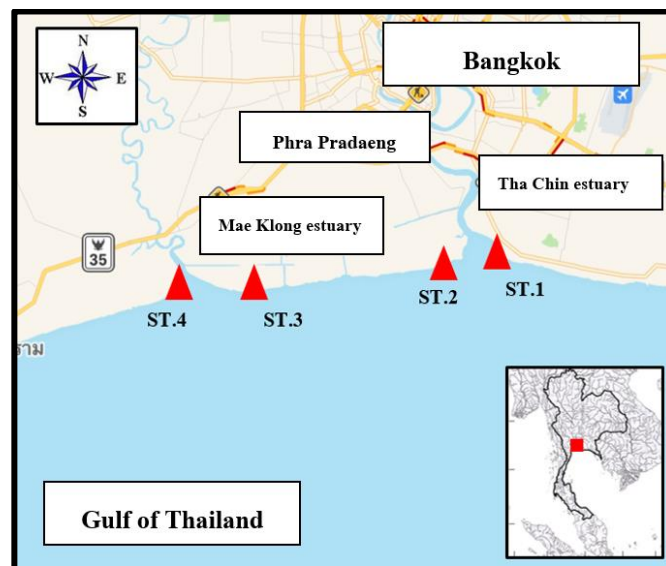 N
W E
S
Bangkok
Phra Pradaeng
Tha Chin estuary
Mae Klong estuary
35
ST.4
ST.3
ST.2
ST.1
ราม
Gulf of Thailand